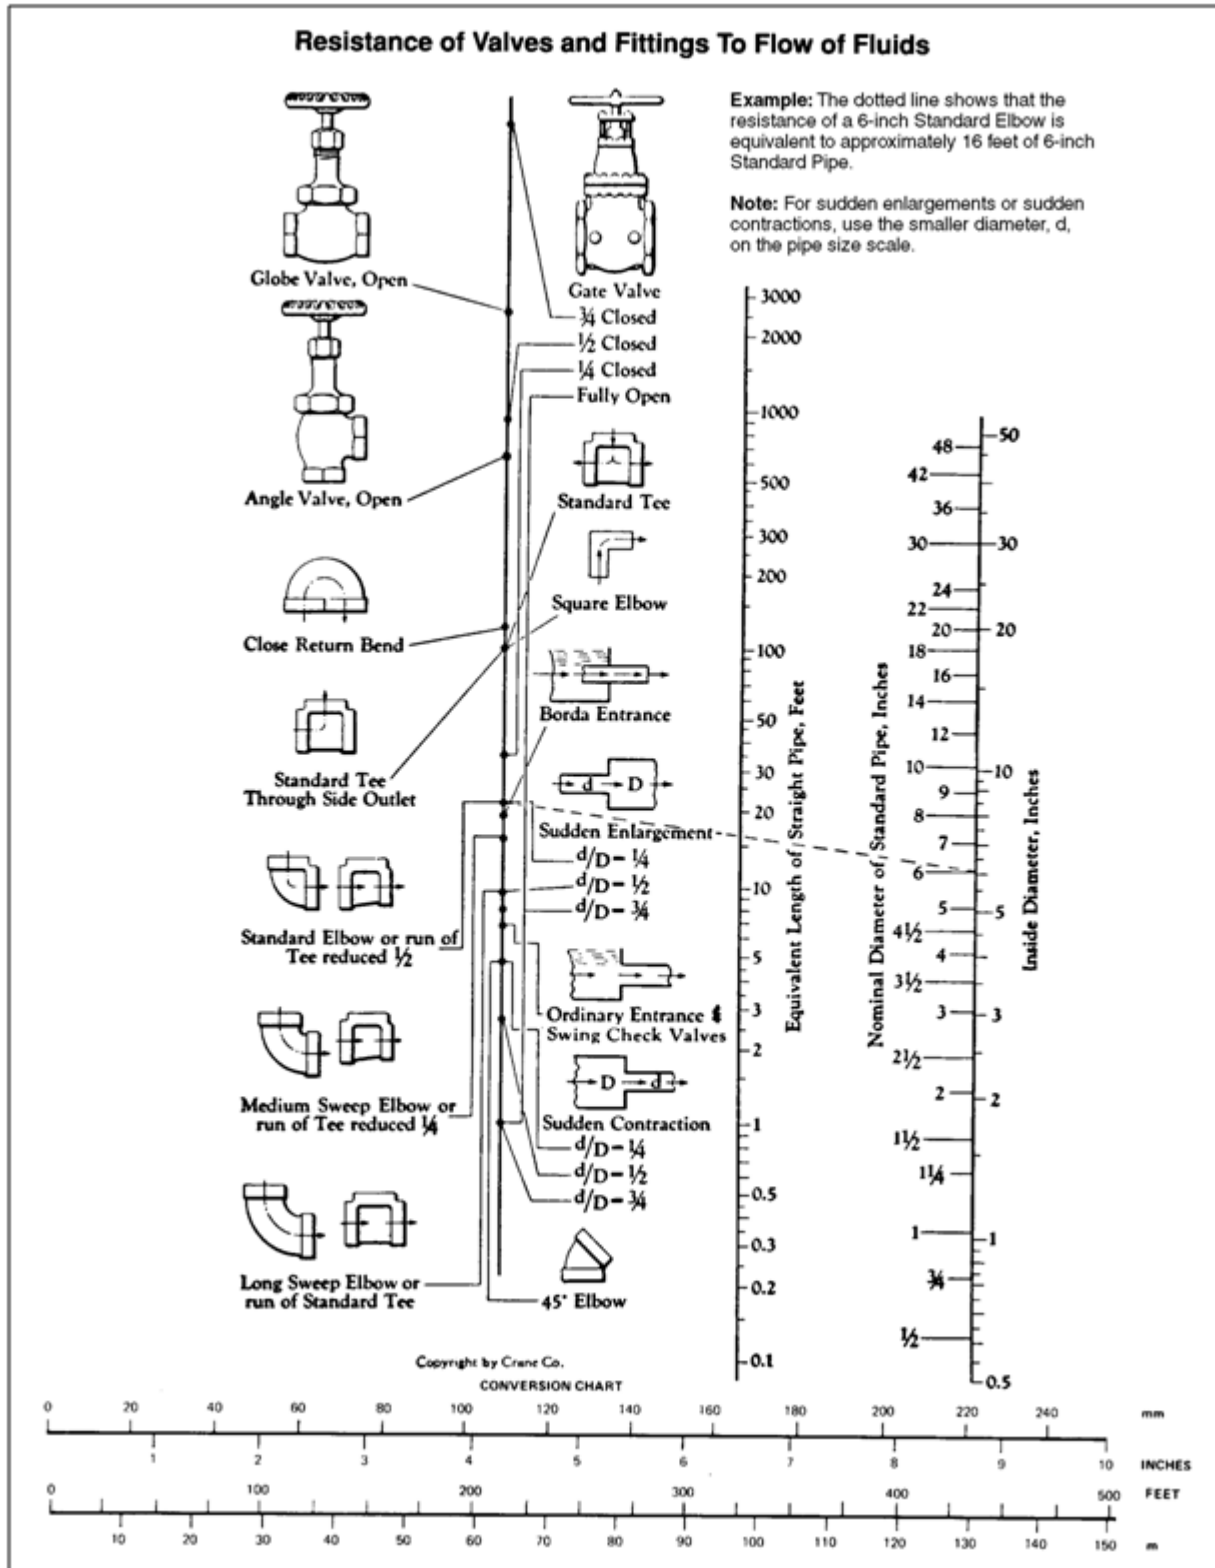 Resistance of Valves and Fittings To Flow of Fluids
Example: The dotted line shows that the
resistance of a 6-inch Standard Elbow is
equivalent to approximately 16 feet of 6-inch
Standard Pipe.
Note: For sudden enlargements or sudden
contractions, use the smaller diameter, d,
on the pipe size scale.
Globe Valve, Open
Angle Valve, Open
Close Return Bend
Standard Tee
Through Side Outlet
Standard Elbow or run of
Tee reduced ½
Medium Sweep Elbow or
run of Tee reduced ¼
Long Sweep Elbow or
run of Standard Tee
Gate Valve
¾ Closed
½ Closed
¼ Closed
Fully Open
Standard Tee
Square Elbow
Borda Entrance
d D
Sudden Enlargement
d/D = ¼
d/D = ½
d/D = ¾
Ordinary Entrance &
Swing Check Valves
D d
Sudden Contraction
d/D = ¼
d/D = ½
d/D = ¾
45° Elbow
3000
2000
1000
500
300
200
100
50
30
20
10
5
3
2
1
0.5
0.3
0.2
0.1
Equivalent Length of Straight Pipe, Feet
Nominal Diameter of Standard Pipe, Inches
48
42
36
30
24
22
20
18
16
14
12
10
9
8
7
6
5
4½
4
3½
3
2½
2
1½
1¼
1
¾
½
50
30
20
10
5
3
2
1
0.5
Inside Diameter, Inches
Copyright by Crane Co.
CONVERSION CHART
0 20 40 60 80 100 120 140 160 180 200 220 240 mm
1 2 3 4 5 6 7 8 9 10 INCHES
0 100 200 300 400 500 FEET
10 20 30 40 50 60 70 80 90 100 110 120 130 140 150 m